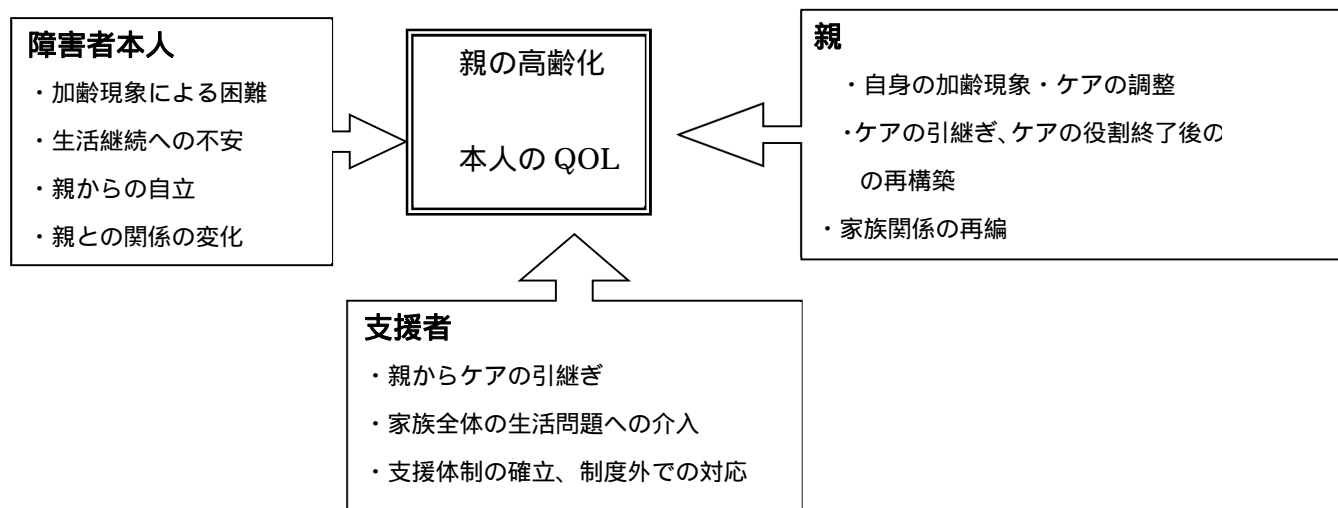 障害者本人
・加齢現象による困難
・生活継続への不安
・親からの自立
・親との関係の変化
親の高齢化
本人の QOL
親
・自身の加齢現象・ケアの調整
・ケアの引継ぎ、ケアの役割終了後の
の再構築
・家族関係の再編
支援者
・親からケアの引継ぎ
・家族全体の生活問題への介入
・支援体制の確立、制度外での対応